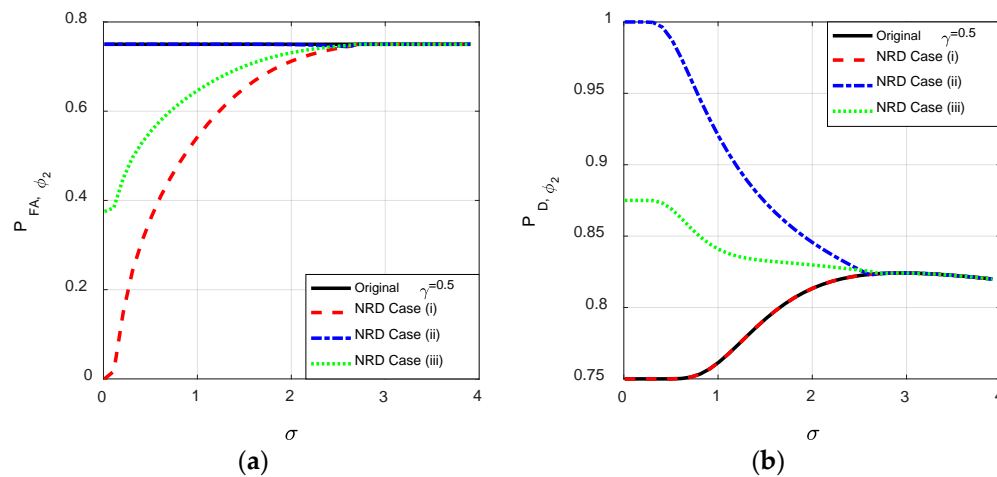 0.8
0.6
0.4
0.2
0
0 1 2 3 4
P FA, ϕ2
σ
Original γ=0.5
NRD Case (i)
NRD Case (ii)
NRD Case (iii)
(a)
1
0.95
0.9
0.85
0.8
0.75
0 1 2 3 4
P D, ϕ2
σ
Original γ=0.5
NRD Case (i)
NRD Case (ii)
NRD Case (iii)
(b)